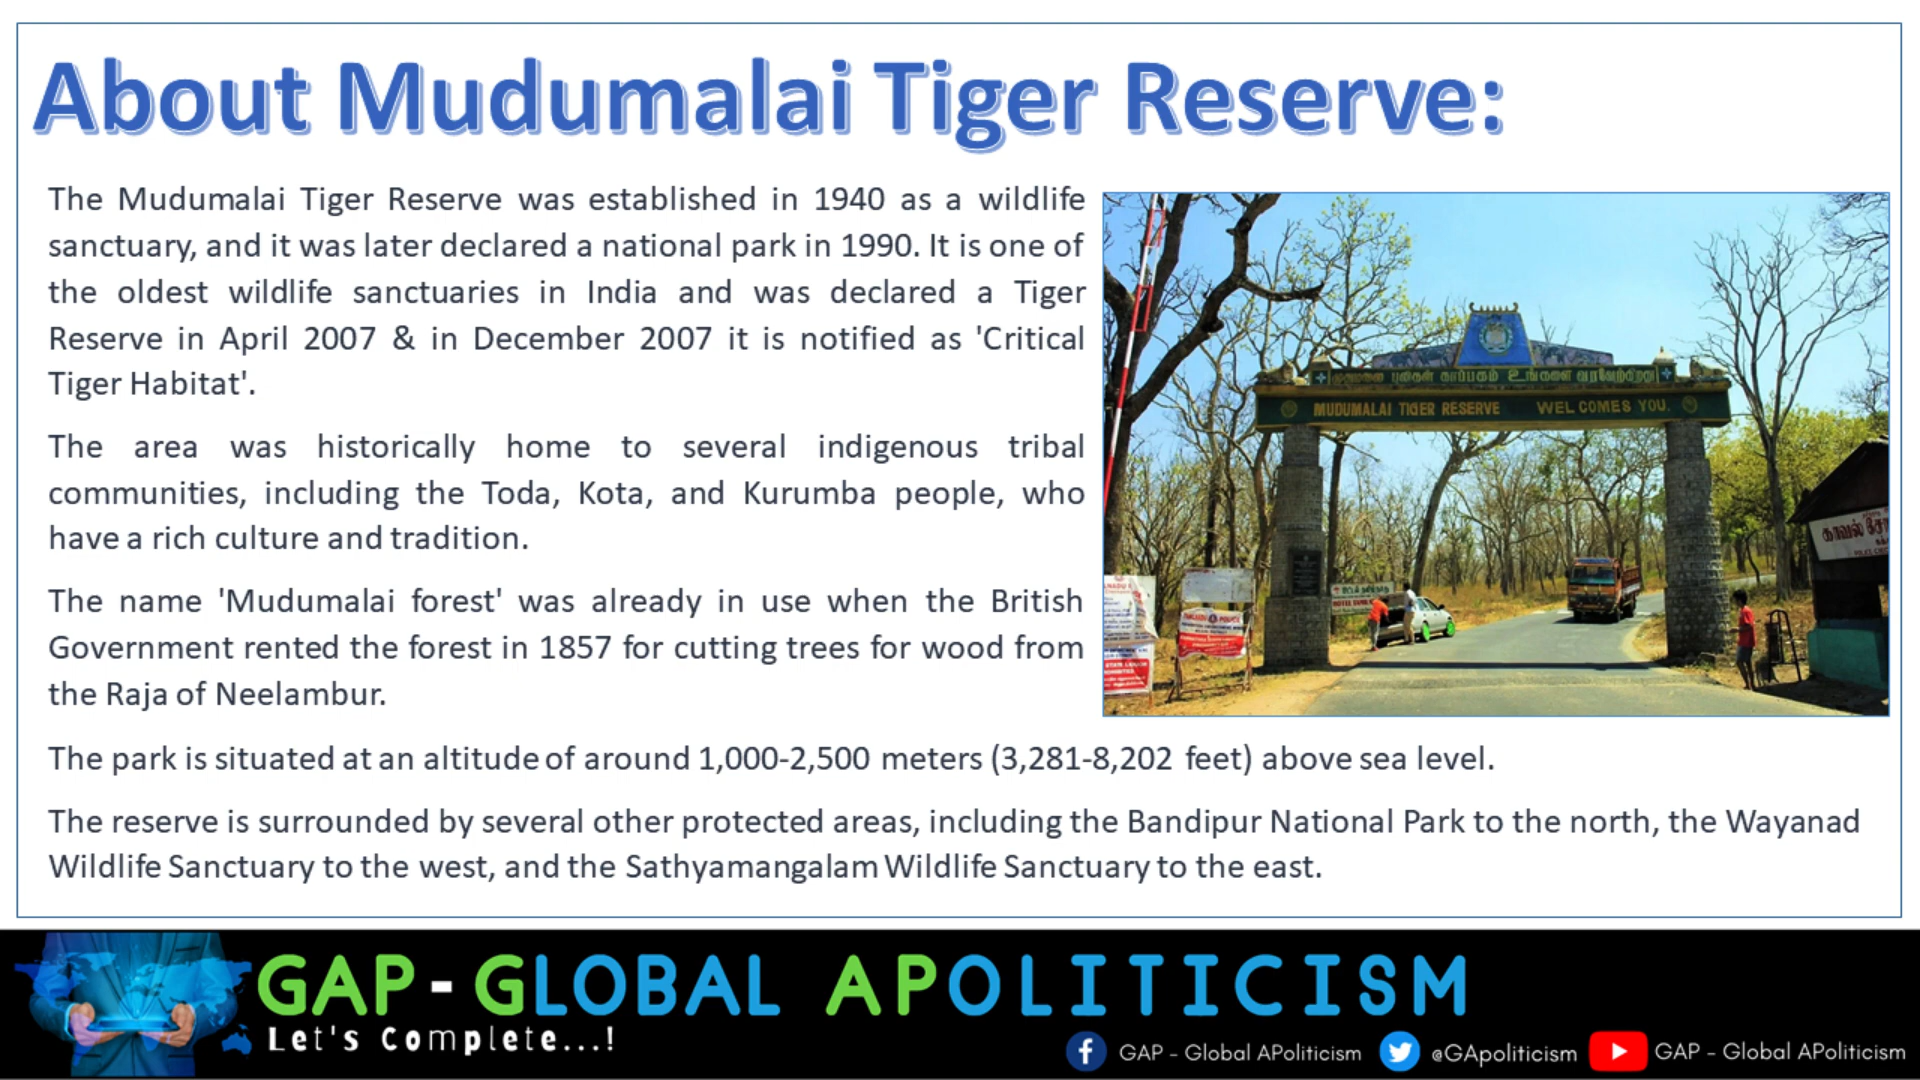 About Mudumalai Tiger Reserve:
The Mudumalai Tiger Reserve was established in 1940 as a wildlife
sanctuary, and it was later declared a national park in 1990. It is one of
the oldest wildlife sanctuaries in India and was declared a Tiger
Reserve in April 2007 & in December 2007 it is notified as 'Critical
Tiger Habitat'.
The area was historically home to several indigenous tribal
communities, including the Toda, Kota, and Kurumba people, who
have a rich culture and tradition.
The name 'Mudumalai forest' was already in use when the British
Government rented the forest in 1857 for cutting trees for wood from
the Raja of Neelambur.
முதுமலை புலிகள் காப்பகம் உங்களை வரவேற்கிறது
MUDUMALAI TIGER RESERVE WELCOMES YOU.
காவல்
The park is situated at an altitude of around 1,000-2,500 meters (3,281-8,202 feet) above sea level.
The reserve is surrounded by several other protected areas, including the Bandipur National Park to the north, the Wayanad
Wildlife Sanctuary to the west, and the Sathyamangalam Wildlife Sanctuary to the east.
GAP - GLOBAL APOLITICISM
Let's Complete...!
GAP - Global APoliticism
@GApoliticism
GAP - Global APoliticism